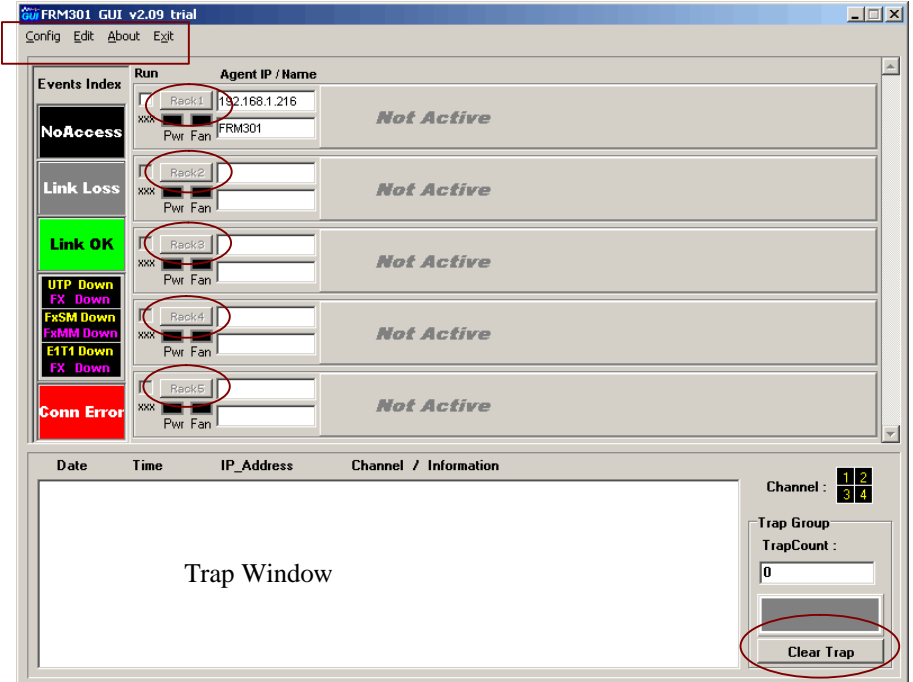 GUI FRM301 GUI v2.09 trial
Config Edit About Exit
Events Index
Run Agent IP / Name
NoAccess
Link Loss
Link OK
UTP Down
FX Down
FxSM Down
FxMM Down
E1T1 Down
FX Down
Conn Error
Rack1 192.168.1.216
xxx
Pwr Fan FRM301
Not Active
Rack2
xxx
Pwr Fan
Not Active
Rack3
xxx
Pwr Fan
Not Active
Rack4
xxx
Pwr Fan
Not Active
Rack5
xxx
Pwr Fan
Not Active
Date Time IP_Address Channel / Information
Trap Window
Channel : 1 2
3 4
Trap Group
TrapCount :
0
Clear Trap